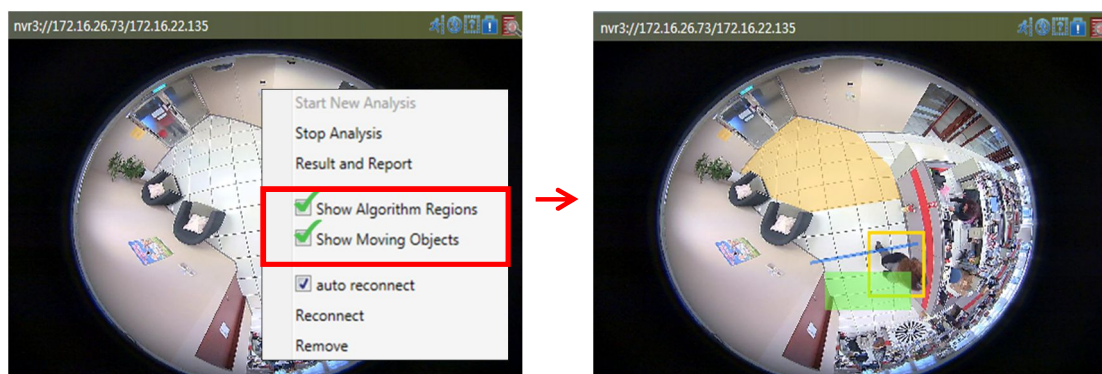 nvr3://172.16.26.73/172.16.22.135
Start New Analysis
Stop Analysis
Result and Report
Show Algorithm Regions
Show Moving Objects
auto reconnect
Reconnect
Remove
nvr3://172.16.26.73/172.16.22.135